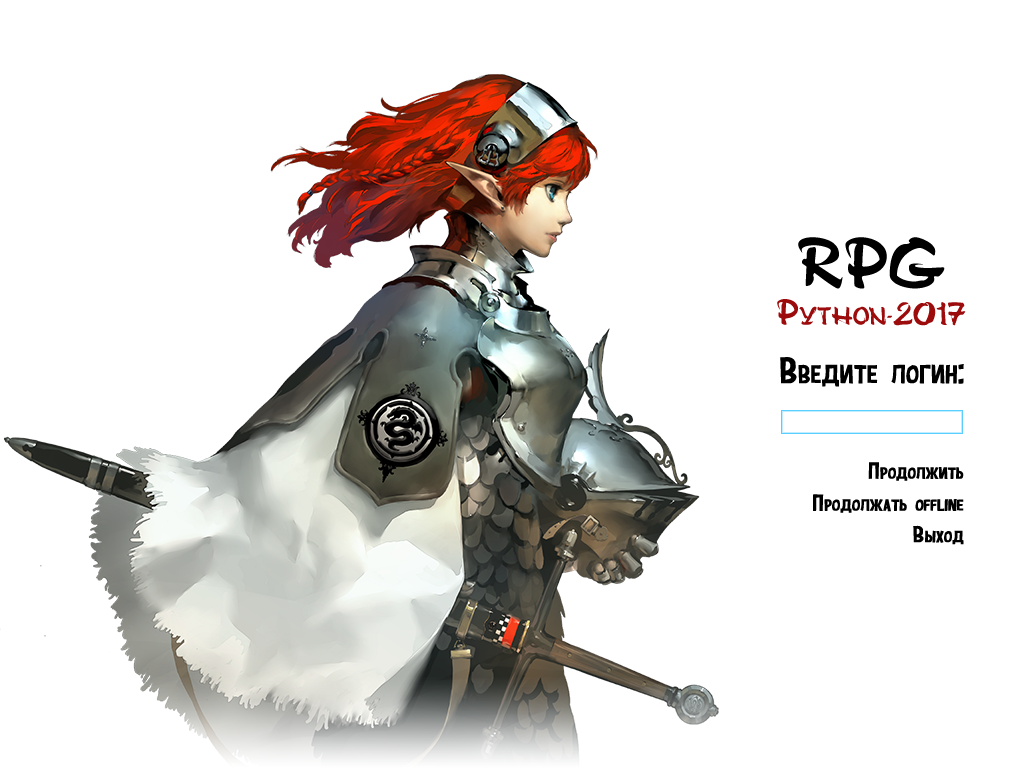 RPG
Python-2017
Введите логин:
Продолжить
Продолжать offline
Выход